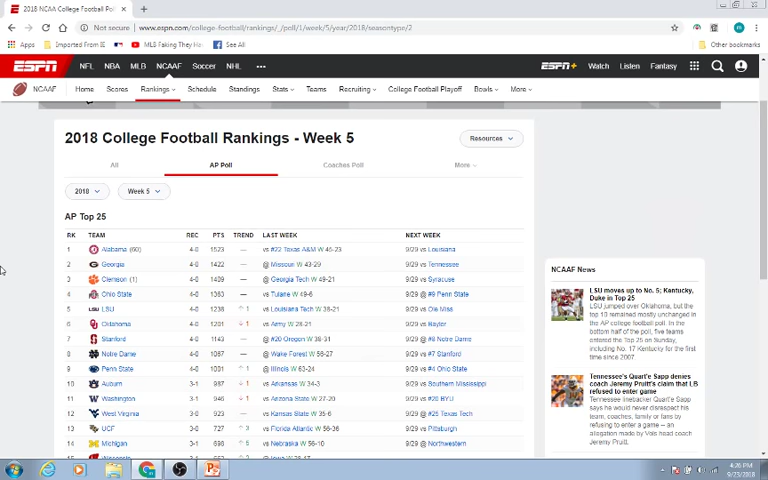 2018 NCAA College Football Pol
Not secure www.espn.com/college-football/rankings/_/poll/1/week/5/year/2018/seasontype/2
Apps Imported From IE MLB Faking They Ha See All Other bookmarks
ESPN NFL NBA MLB NCAAF Soccer NHL ESPN+ Watch Listen Fantasy
NCAAF Home Scores Rankings Schedule Standings Stats Teams Recruiting College Football Playoff Bowls More
2018 College Football Rankings - Week 5 Resources
All AP Poll Coaches Poll More
2018 Week 5
AP Top 25
RK TEAM REC PTS TREND LAST WEEK NEXT WEEK
1 Alabama (60) 4-0 1523 — vs #22 Texas A&M W 45-23 9/29 vs Louisiana
2 Georgia 4-0 1422 — @ Missouri W 43-29 9/29 vs Tennessee
3 Clemson (1) 4-0 1409 — @ Georgia Tech W 49-21 9/29 vs Syracuse
4 Ohio State 4-0 1363 — vs Tulane W 49-6 9/29 @ #9 Penn State
5 LSU LSU 4-0 1236 1 vs Louisiana Tech W 38-21 9/29 vs Ole Miss
6 Oklahoma 4-0 1201 1 vs Army W 28-21 9/29 vs Baylor
7 Stanford 4-0 1143 — @ #20 Oregon W 38-31 9/29 @ #8 Notre Dame
8 Notre Dame 4-0 1087 — @ Wake Forest W 56-27 9/29 vs #7 Stanford
9 Penn State 4-0 1001 1 @ Illinois W 63-24 9/29 vs #4 Ohio State
10 Auburn 3-1 987 1 vs Arkansas W 34-3 9/29 vs Southern Mississippi
11 Washington 3-1 946 1 vs Arizona State W 27-20 9/29 vs #20 BYU
12 West Virginia 3-0 923 — vs Kansas State W 35-6 9/29 @ #25 Texas Tech
13 UCF 3-0 727 3 vs Florida Atlantic W 56-36 9/29 vs Pittsburgh
14 Michigan 3-1 698 5 vs Nebraska W 56-10 9/29 @ Northwestern
15 Wisconsin
NCAAF News
LSU moves up to No. 5; Kentucky,
Duke in Top 25
LSU jumped over Oklahoma, but the
top 10 remained mostly unchanged in
the AP college football poll. In the
bottom half of the poll, five teams
entered the Top 25 on Sunday,
including No. 17 Kentucky for the first
time since 2007
Tennessee's Quart'e Sapp denies
coach Jeremy Pruitt's claim that LB
refused to enter game
Tennessee linebacker Quart'e Sapp
says he would never disrespect his
team, coaches, family or fans by
refusing to enter a game -- an
allegation made by Vols head coach
Jeremy Pruitt.
4:26 PM
9/23/2018